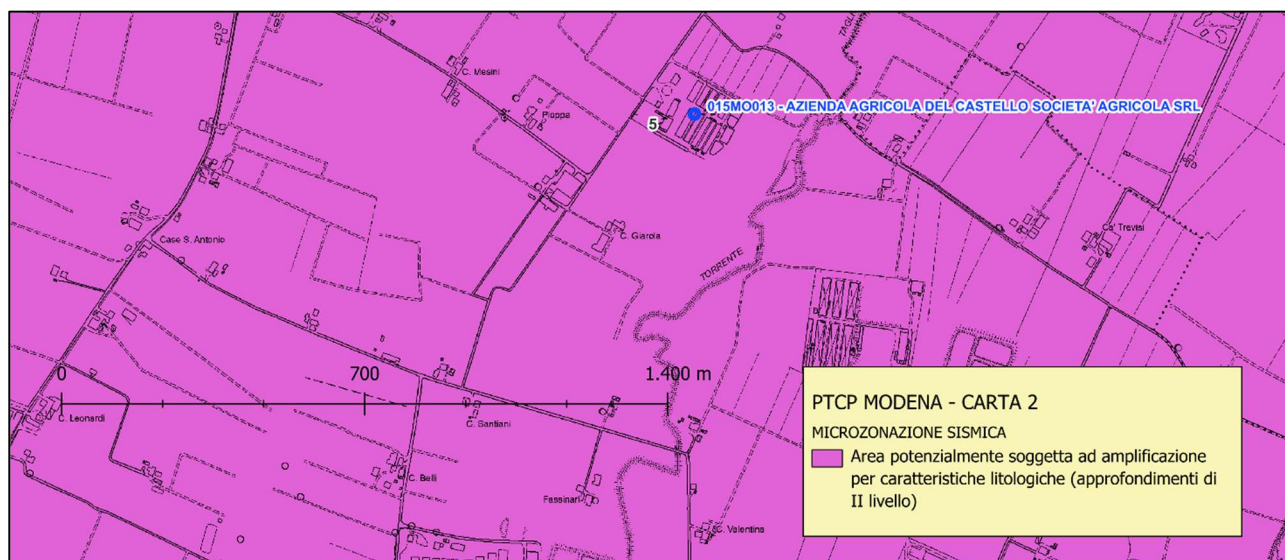 TAGLI
C. Mesini
015MO013 - AZIENDA AGRICOLA DEL CASTELLO SOCIETA' AGRICOLA SRL
Pioppa
5
C. Giarola
Ca' Trevisi
Case S. Antonio
TORRENTE
0 700 1.400 m
C. Leonardi
C. Santiani
C. Belli
Fassinari
C. Valentina
PTCP MODENA - CARTA 2
MICROZONAZIONE SISMICA
Area potenzialmente soggetta ad amplificazione
per caratteristiche litologiche (approfondimenti di
II livello)